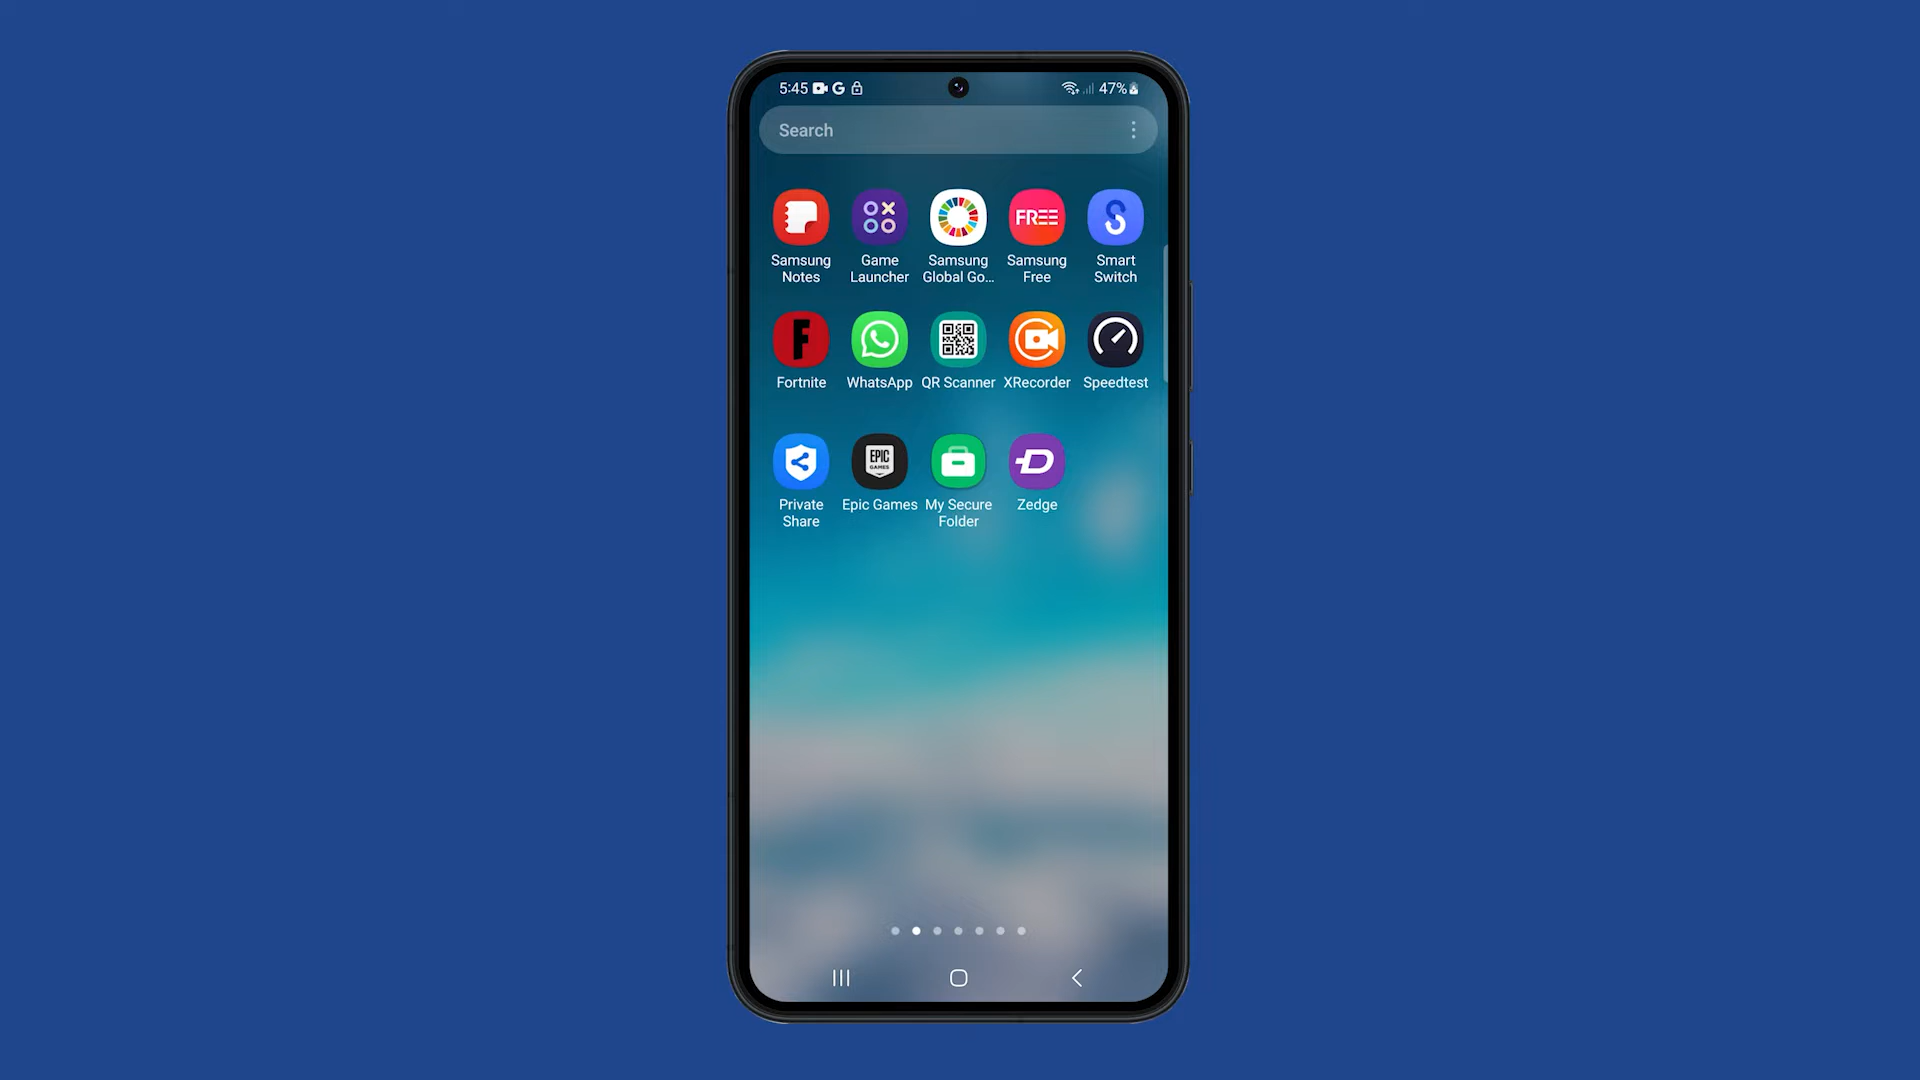 5:45 G 47%
Search
FREE
Samsung Game Samsung Samsung Smart
Notes Launcher Global Go... Free Switch
F
Fortnite WhatsApp QR Scanner XRecorder Speedtest
EPIC
GAMES
Private Epic Games My Secure Zedge
Share Folder